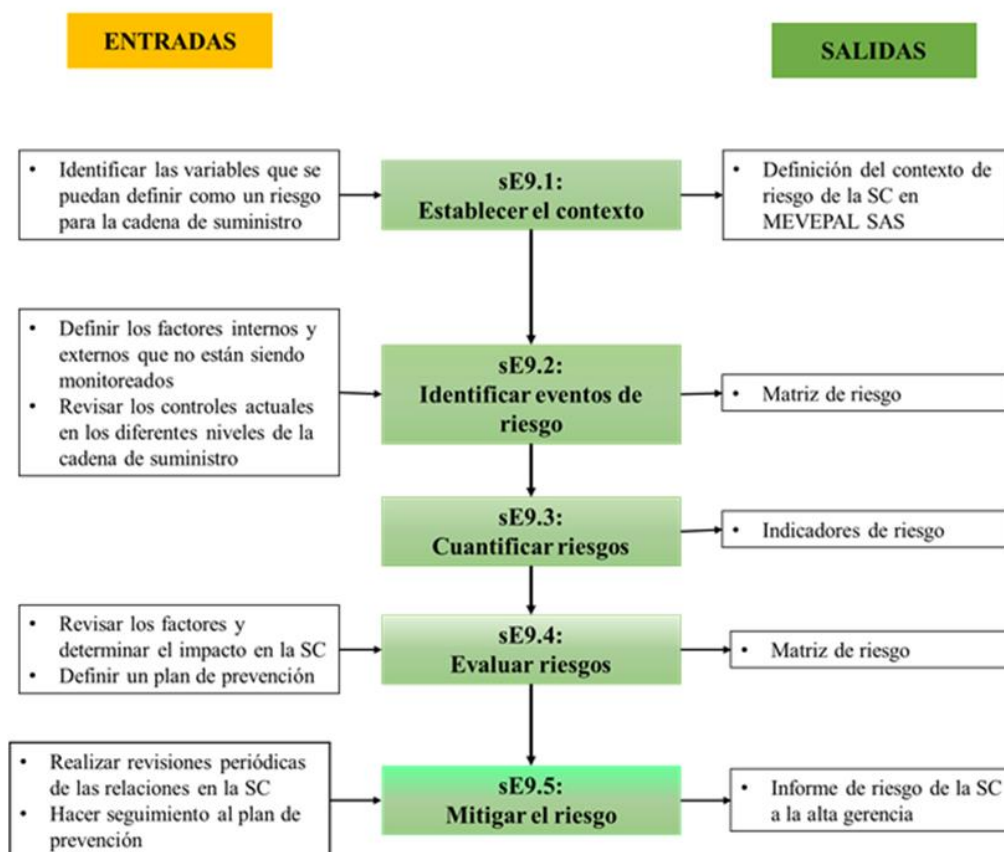 ENTRADAS
SALIDAS
• Identificar las variables que se
puedan definir como un riesgo
para la cadena de suministro
sE9.1:
Establecer el contexto
• Definición del contexto de
riesgo de la SC en
MEVEPAL SAS
• Definir los factores internos y
externos que no están siendo
monitoreados
• Revisar los controles actuales
en los diferentes niveles de la
cadena de suministro
sE9.2:
Identificar eventos de
riesgo
• Matriz de riesgo
sE9.3:
Cuantificar riesgos
• Indicadores de riesgo
• Revisar los factores y
determinar el impacto en la SC
• Definir un plan de prevención
sE9.4:
Evaluar riesgos
• Matriz de riesgo
• Realizar revisiones periódicas
de las relaciones en la SC
• Hacer seguimiento al plan de
prevención
sE9.5:
Mitigar el riesgo
• Informe de riesgo de la SC
a la alta gerencia